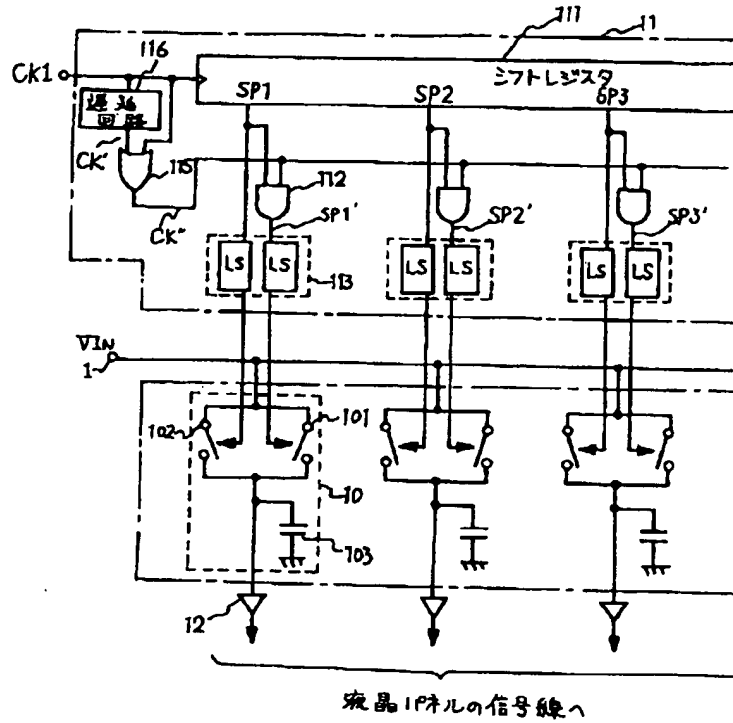 111
11
CK1
116
シフトレジスタ
遅延
回路
SP1
SP2
SP3
CK'
115
112
CK"
SP1'
SP2'
SP3'
LS
LS
LS
LS
LS
LS
113
VIN
1
102
101
10
103
12
液晶パネルの信号線へ